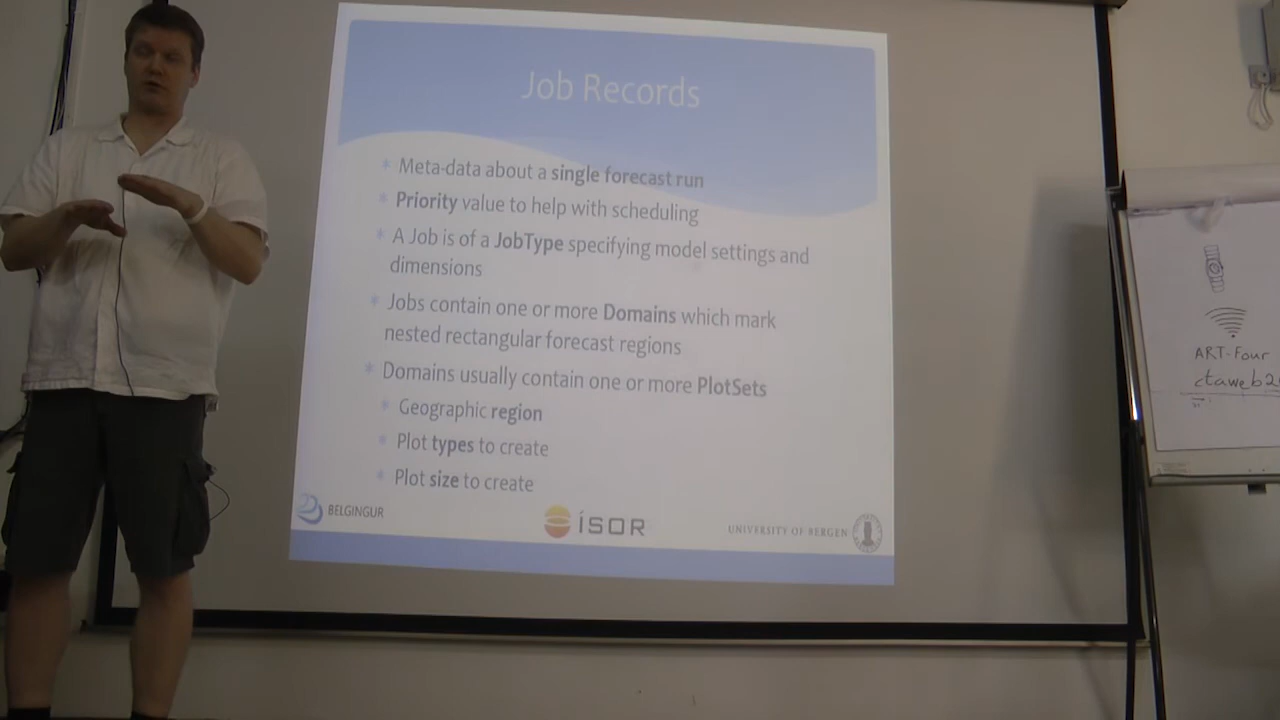 Job Records
Meta-data about a single forecast run
Priority value to help with scheduling
A Job is of a JobType specifying model settings and
dimensions
Jobs contain one or more Domains which mark
nested rectangular forecast regions
Domains usually contain one or more PlotSets
Geographic region
Plot types to create
Plot size to create
BELGINGUR
ÍSOR
UNIVERSITY OF BERGEN
ART-Four